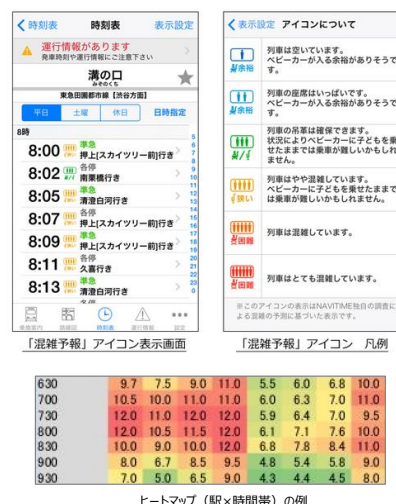 時刻表 時刻表 表示設定
運行情報があります
発車時刻や運行情報にご注意下さい
溝の口
みぞのくち
東急田園都市線【渋谷方面】
平日 土曜 休日 日時指定
8時
8:00 準急 押上[スカイツリー前]行き
8:02 各停 南栗橋行き
8:05 準急 清澄白河行き
8:07 準急 押上[スカイツリー前]行き
8:09 準急 押上[スカイツリー前]行き
8:11 各停 久喜行き
8:13 準急 清澄白河行き
各停
乗換案内 路線図 時刻表 運行情報 設定
「混雑予報」アイコン表示画面
表示設定 アイコンについて
列車は空いています。
ベビーカーが入る余裕がありそうで
す。
余裕
列車の座席はいっぱいです。
ベビーカーが入る余裕がありそうで
す。
余裕
列車の吊革は確保できます。
状況によりベビーカーに子どもを乗
せたままでは乗車が難しいかもしれ
ません。
列車はやや混雑しています。
ベビーカーに子どもを乗せたままで
は乗車が難しいかもしれません。
狭い
列車は混雑しています。
困難
列車はとても混雑しています。
困難
※このアイコンの表示はNAVITIME独自の調査に
よる混雑の予測に基づいた表示です。
「混雑予報」アイコン 凡例
630 9.7 7.5 9.0 11.0 5.5 6.0 6.8 10.0
700 10.5 10.0 11.0 11.0 6.0 6.3 7.0 11.0
730 12.0 11.0 12.0 12.0 5.9 6.4 7.0 9.5
800 12.0 10.5 11.5 12.0 6.1 7.1 7.6 10.0
830 10.0 9.0 10.0 12.0 6.8 7.8 8.4 11.0
900 8.0 6.7 8.5 9.5 4.8 5.4 5.8 9.0
930 7.0 5.0 6.5 9.0 4.3 4.4 4.5 8.0
ヒートマップ（駅×時間帯）の例